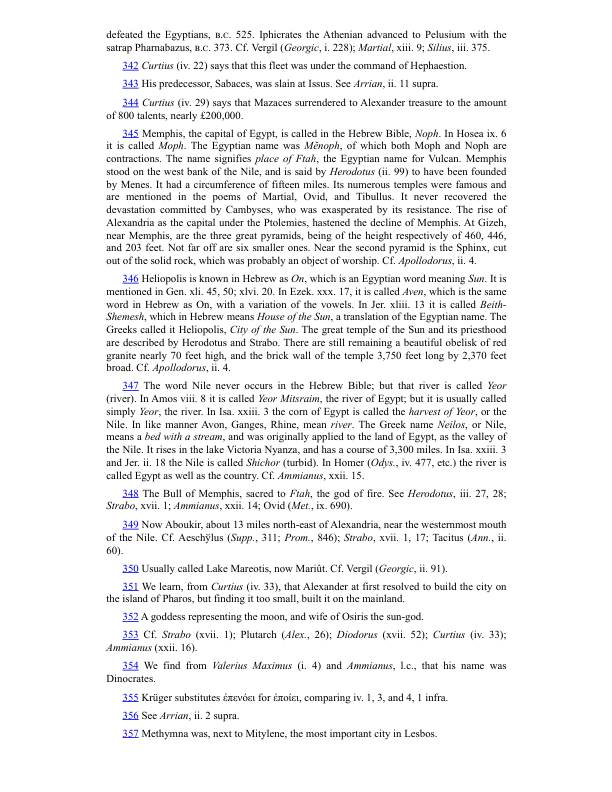 defeated the Egyptians, B.C. 525. Iphicrates the Athenian advanced to Pelusium with the
satrap Pharnabazus, B.C. 373. Cf. Vergil (Georgic, i. 228); Martial, xiii. 9; Silius, iii. 375.
342 Curtius (iv. 22) says that this fleet was under the command of Hephaestion.
343 His predecessor, Sabaces, was slain at Issus. See Arrian, ii. 11 supra.
344 Curtius (iv. 29) says that Mazaces surrendered to Alexander treasure to the amount
of 800 talents, nearly £200,000.
345 Memphis, the capital of Egypt, is called in the Hebrew Bible, Noph. In Hosea ix. 6
it is called Moph. The Egyptian name was Mĕnoph, of which both Moph and Noph are
contractions. The name signifies place of Ftah, the Egyptian name for Vulcan. Memphis
stood on the west bank of the Nile, and is said by Herodotus (ii. 99) to have been founded
by Menes. It had a circumference of fifteen miles. Its numerous temples were famous and
are mentioned in the poems of Martial, Ovid, and Tibullus. It never recovered the
devastation committed by Cambyses, who was exasperated by its resistance. The rise of
Alexandria as the capital under the Ptolemies, hastened the decline of Memphis. At Gizeh,
near Memphis, are the three great pyramids, being of the height respectively of 460, 446,
and 203 feet. Not far off are six smaller ones. Near the second pyramid is the Sphinx, cut
out of the solid rock, which was probably an object of worship. Cf. Apollodorus, ii. 4.
346 Heliopolis is known in Hebrew as On, which is an Egyptian word meaning Sun. It is
mentioned in Gen. xli. 45, 50; xlvi. 20. In Ezek. xxx. 17, it is called Aven, which is the same
word in Hebrew as On, with a variation of the vowels. In Jer. xliii. 13 it is called Beith-
Shemesh, which in Hebrew means House of the Sun, a translation of the Egyptian name. The
Greeks called it Heliopolis, City of the Sun. The great temple of the Sun and its priesthood
are described by Herodotus and Strabo. There are still remaining a beautiful obelisk of red
granite nearly 70 feet high, and the brick wall of the temple 3,750 feet long by 2,370 feet
broad. Cf. Apollodorus, ii. 4.
347 The word Nile never occurs in the Hebrew Bible; but that river is called Yeor
(river). In Amos viii. 8 it is called Yeor Mitsraim, the river of Egypt; but it is usually called
simply Yeor, the river. In Isa. xxiii. 3 the corn of Egypt is called the harvest of Yeor, or the
Nile. In like manner Avon, Ganges, Rhine, mean river. The Greek name Neilos, or Nile,
means a bed with a stream, and was originally applied to the land of Egypt, as the valley of
the Nile. It rises in the lake Victoria Nyanza, and has a course of 3,300 miles. In Isa. xxiii. 3
and Jer. ii. 18 the Nile is called Shichor (turbid). In Homer (Odys., iv. 477, etc.) the river is
called Egypt as well as the country. Cf. Ammianus, xxii. 15.
348 The Bull of Memphis, sacred to Ftah, the god of fire. See Herodotus, iii. 27, 28;
Strabo, xvii. 1; Ammianus, xxii. 14; Ovid (Met., ix. 690).
349 Now Aboukir, about 13 miles north-east of Alexandria, near the westernmost mouth
of the Nile. Cf. Aeschўlus (Supp., 311; Prom., 846); Strabo, xvii. 1, 17; Tacitus (Ann., ii.
60).
350 Usually called Lake Mareotis, now Mariût. Cf. Vergil (Georgic, ii. 91).
351 We learn, from Curtius (iv. 33), that Alexander at first resolved to build the city on
the island of Pharos, but finding it too small, built it on the mainland.
352 A goddess representing the moon, and wife of Osiris the sun-god.
353 Cf. Strabo (xvii. 1); Plutarch (Alex., 26); Diodorus (xvii. 52); Curtius (iv. 33);
Ammianus (xxii. 16).
354 We find from Valerius Maximus (i. 4) and Ammianus, l.c., that his name was
Dinocrates.
355 Krüger substitutes ἐπενόει for ἐποίει, comparing iv. 1, 3, and 4, 1 infra.
356 See Arrian, ii. 2 supra.
357 Methymna was, next to Mitylene, the most important city in Lesbos.